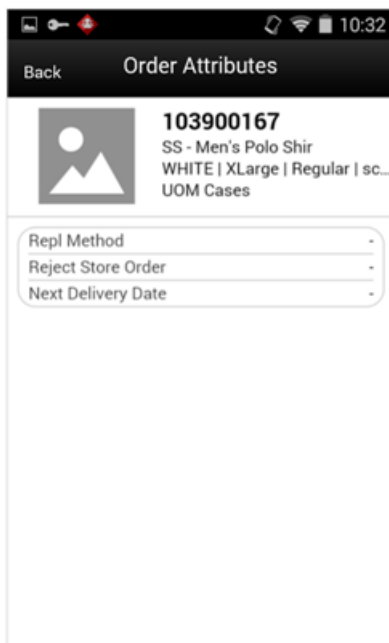 10:32
Back
Order Attributes
103900167
SS - Men's Polo Shir
WHITE | XLarge | Regular | sc...
UOM Cases
Repl Method -
Reject Store Order -
Next Delivery Date -